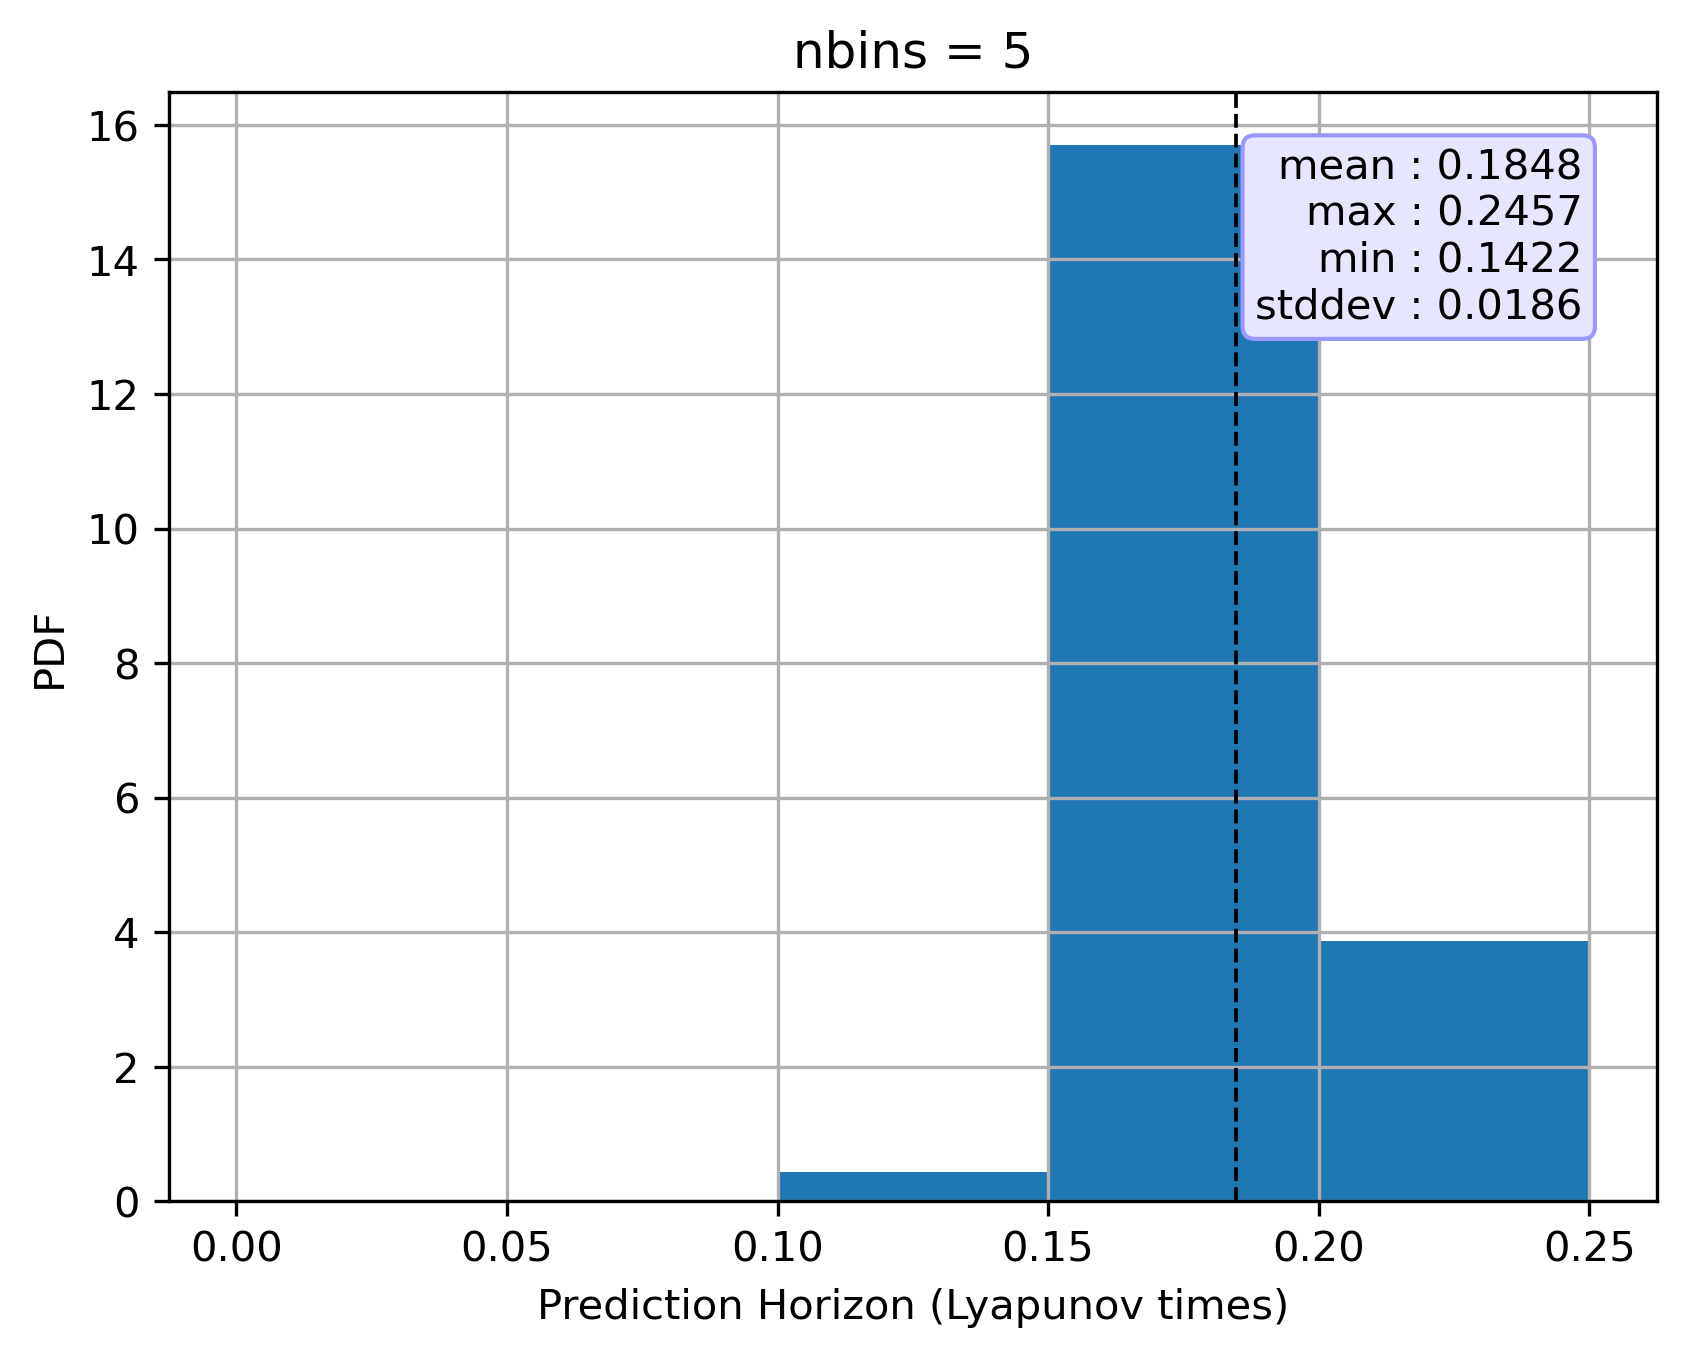 nbins = 5
16
14
12
10
8
6
4
2
0
PDF
mean : 0.1848
max : 0.2457
min : 0.1422
stddev : 0.0186
0.00 0.05 0.10 0.15 0.20 0.25
Prediction Horizon (Lyapunov times)